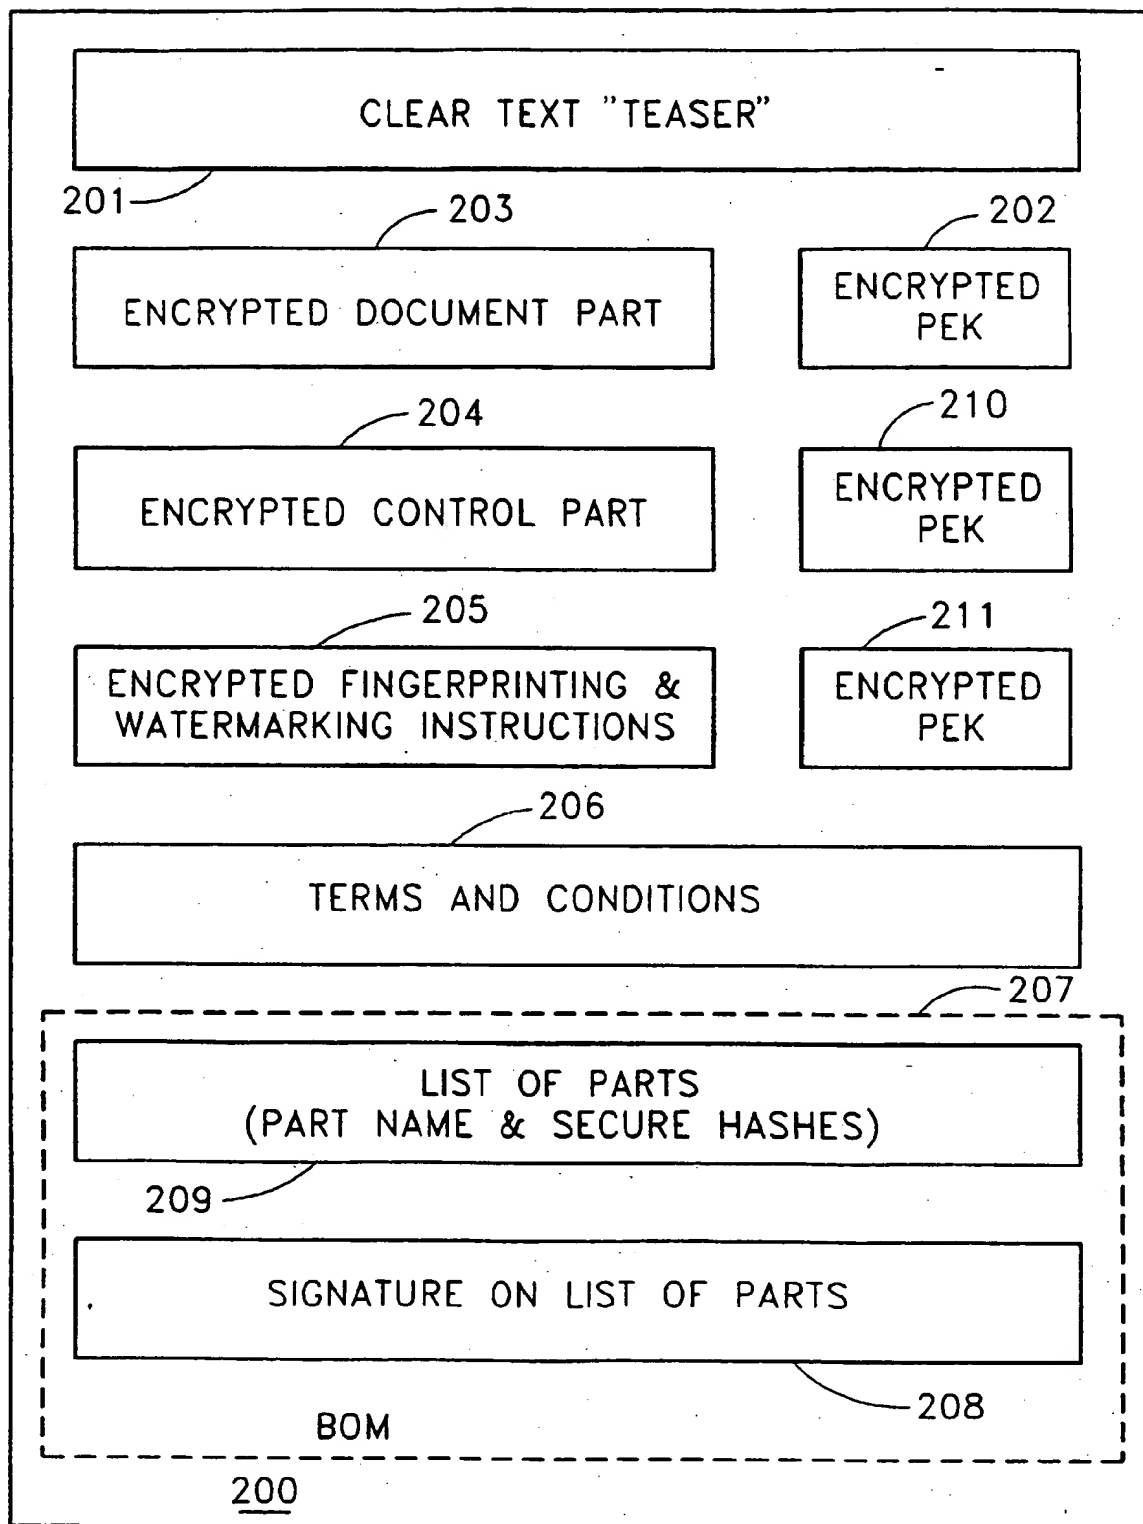 CLEAR TEXT "TEASER"
201
203
202
ENCRYPTED DOCUMENT PART
ENCRYPTED
PEK
204
210
ENCRYPTED CONTROL PART
ENCRYPTED
PEK
205
211
ENCRYPTED FINGERPRINTING &
WATERMARKING INSTRUCTIONS
ENCRYPTED
PEK
206
TERMS AND CONDITIONS
207
LIST OF PARTS
(PART NAME & SECURE HASHES)
209
SIGNATURE ON LIST OF PARTS
208
BOM
200